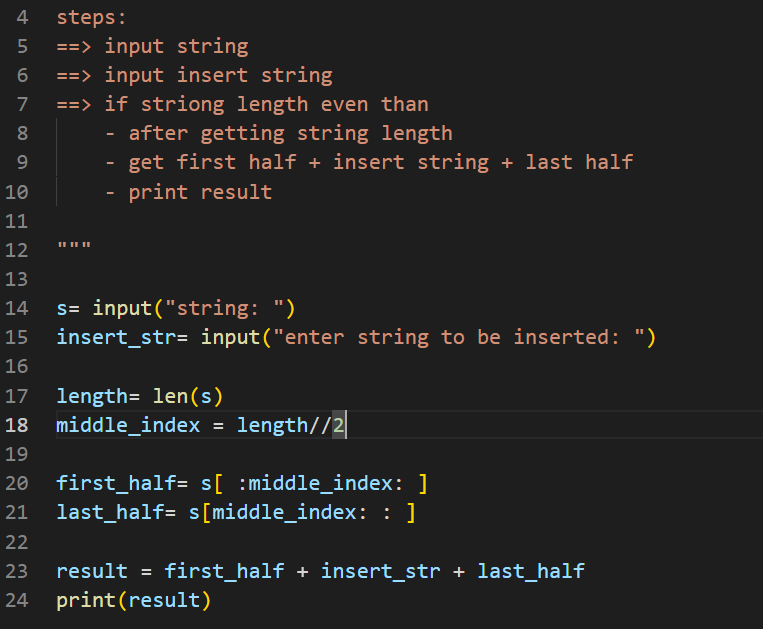 4 steps:
5 ==> input string
6 ==> input insert string
7 ==> if striong length even than
8 - after getting string length
9 - get first half + insert string + last half
10 - print result
11
12 """
13
14 s= input("string: ")
15 insert_str= input("enter string to be inserted: ")
16
17 length= len(s)
18 middle_index = length//2
19
20 first_half= s[ :middle_index: ]
21 last_half= s[middle_index: : ]
22
23 result = first_half + insert_str + last_half
24 print(result)